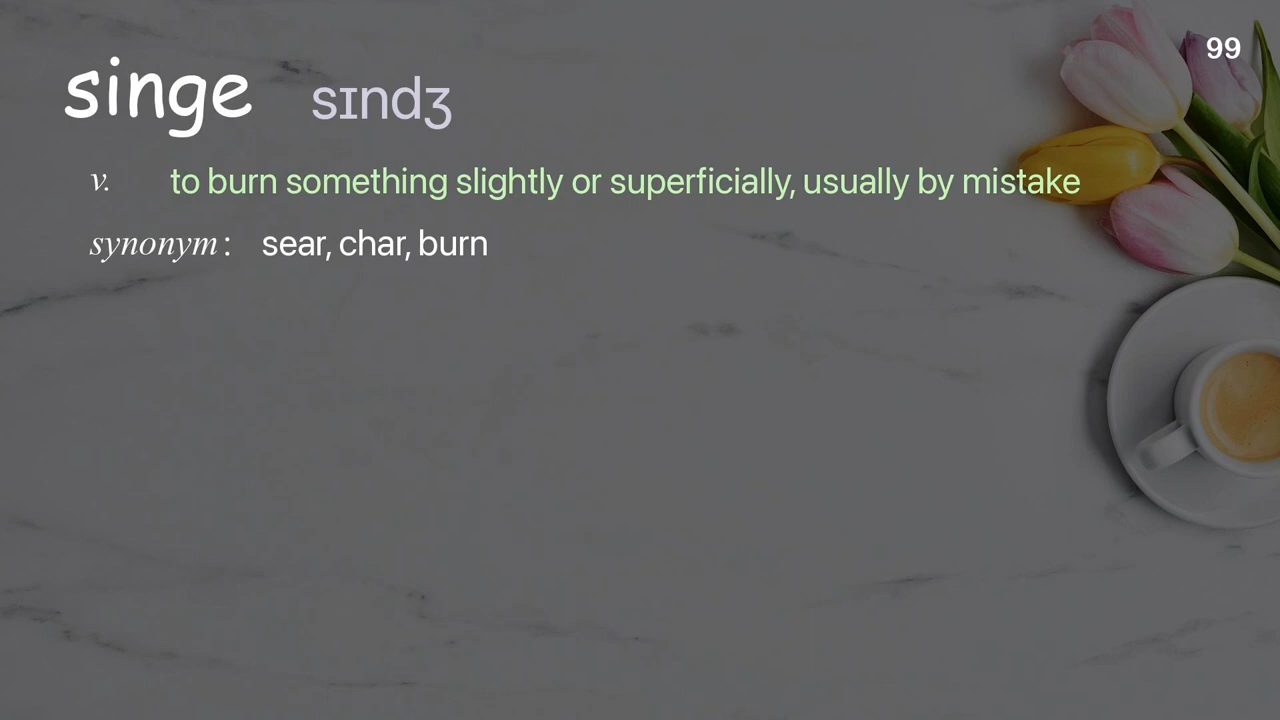 99
singe sɪndʒ
v. to burn something slightly or superficially, usually by mistake
synonym : sear, char, burn